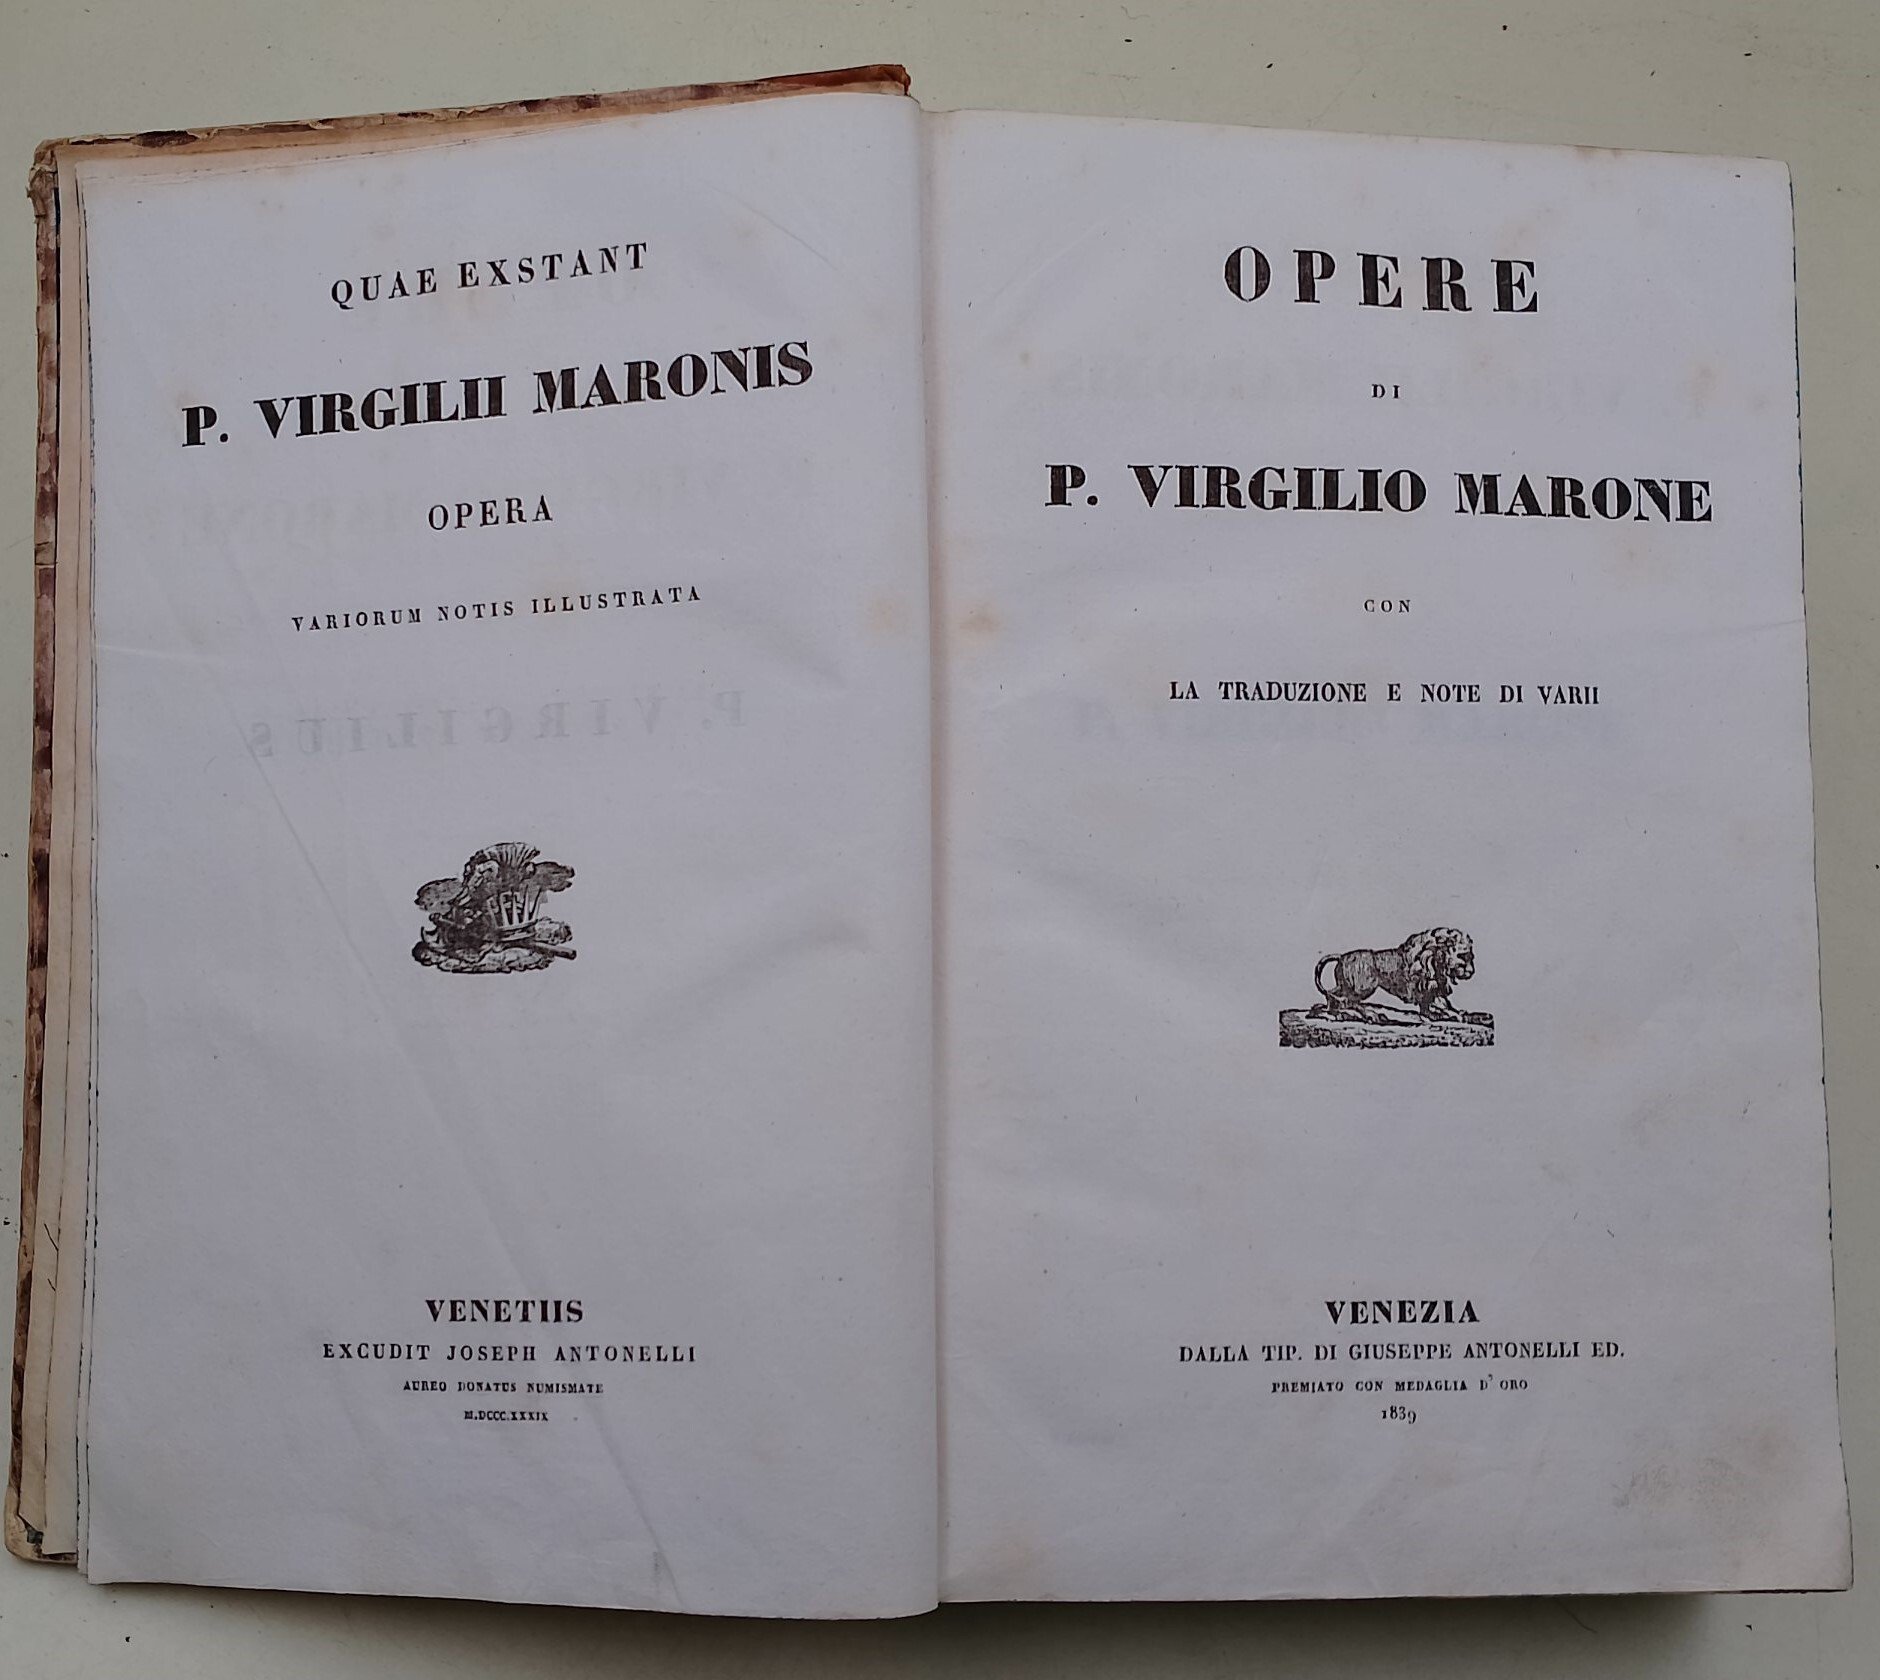 QUAE EXSTANT
P. VIRGILII MARONIS
OPERA
VARIORUM NOTIS ILLUSTRATA
P. VIRGILIUS
VENETIIS
EXCUDIT JOSEPH ANTONELLI
AUREO DONATUS NUMISMATE
M.DCCC.XXXIX
OPERE
DI
P. VIRGILIO MARONE
CON
LA TRADUZIONE E NOTE DI VARII
VENEZIA
DALLA TIP. DI GIUSEPPE ANTONELLI ED.
PREMIATO CON MEDAGLIA D' ORO
1839